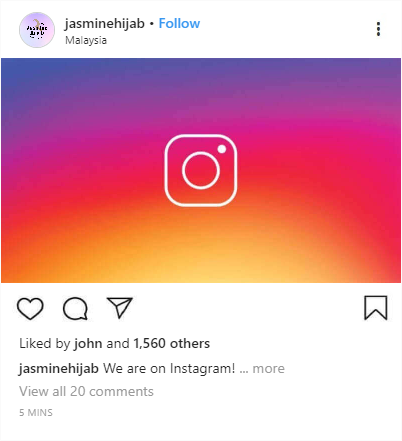 jasminehijab • Follow
Malaysia
Liked by john and 1,560 others
jasminehijab We are on Instagram! ... more
View all 20 comments
5 MINS